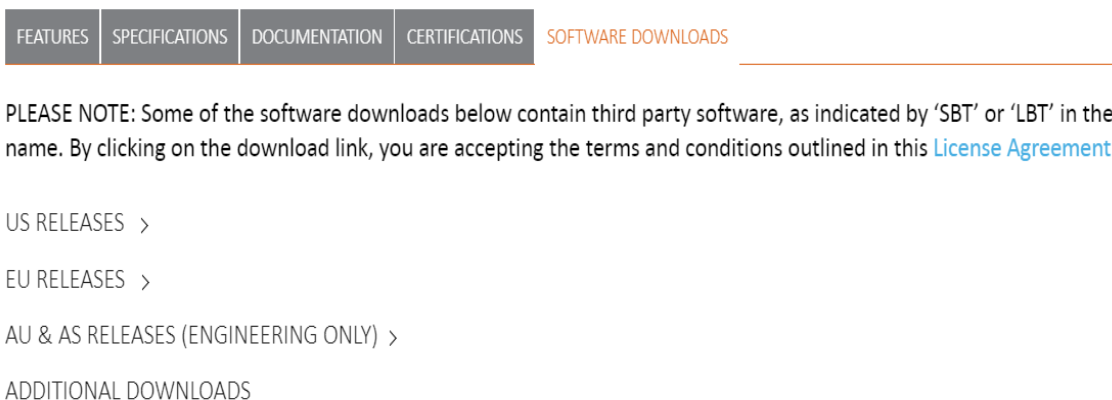 FEATURES SPECIFICATIONS DOCUMENTATION CERTIFICATIONS SOFTWARE DOWNLOADS
PLEASE NOTE: Some of the software downloads below contain third party software, as indicated by ‘SBT’ or ‘LBT’ in the
name. By clicking on the download link, you are accepting the terms and conditions outlined in this License Agreement
US RELEASES >
EU RELEASES >
AU & AS RELEASES (ENGINEERING ONLY) >
ADDITIONAL DOWNLOADS